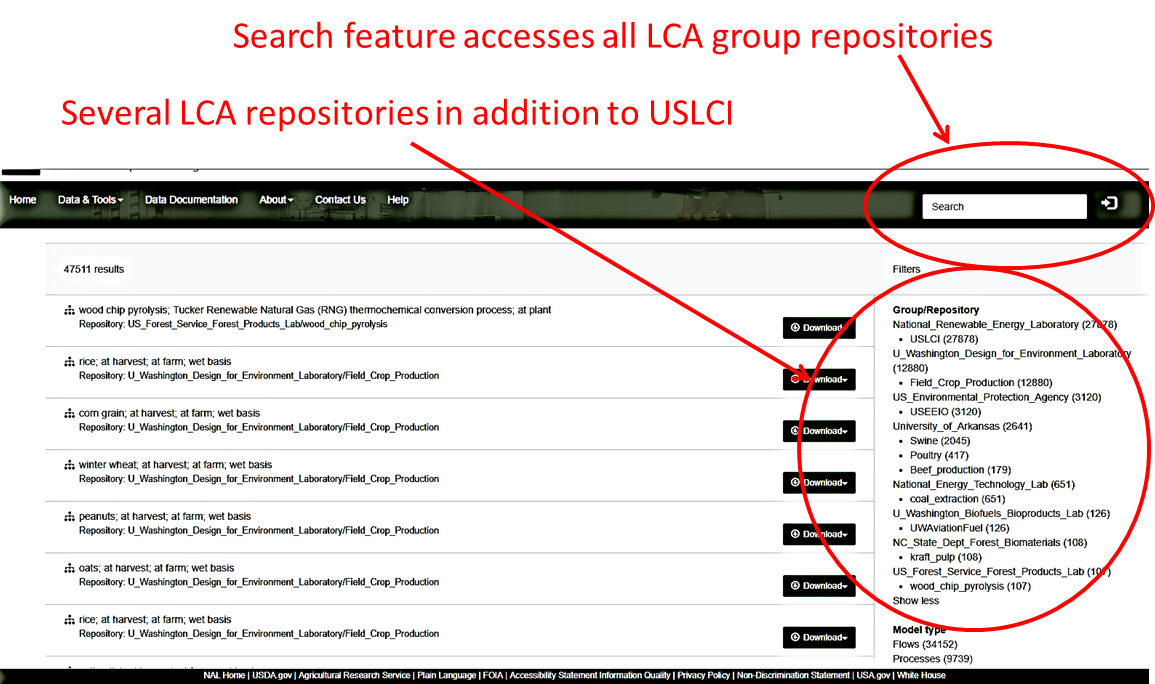 Search feature accesses all LCA group repositories
Several LCA repositories in addition to USLCI
Home Data & Tools Data Documentation About Contact Us Help Search
47511 results
wood chip pyrolysis; Tucker Renewable Natural Gas (RNG) thermochemical conversion process; at plant
Repository: US_Forest_Service_Forest_Products_Lab/wood_chip_pyrolysis
Download
rice; at harvest; at farm; wet basis
Repository: U_Washington_Design_for_Environment_Laboratory/Field_Crop_Production
Download
corn grain; at harvest; at farm; wet basis
Repository: U_Washington_Design_for_Environment_Laboratory/Field_Crop_Production
Download
winter wheat; at harvest; at farm; wet basis
Repository: U_Washington_Design_for_Environment_Laboratory/Field_Crop_Production
Download
peanuts; at harvest; at farm; wet basis
Repository: U_Washington_Design_for_Environment_Laboratory/Field_Crop_Production
Download
oats; at harvest; at farm; wet basis
Repository: U_Washington_Design_for_Environment_Laboratory/Field_Crop_Production
Download
rice; at harvest; at farm; wet basis
Repository: U_Washington_Design_for_Environment_Laboratory/Field_Crop_Production
Download
Filters
Group/Repository
National_Renewable_Energy_Laboratory (27878)
USLCI (27878)
U_Washington_Design_for_Environment_Laboratory
(12880)
Field_Crop_Production (12880)
US_Environmental_Protection_Agency (3120)
USEEIO (3120)
University_of_Arkansas (2641)
Swine (2045)
Poultry (417)
Beef_production (179)
National_Energy_Technology_Lab (651)
coal_extraction (651)
U_Washington_Biofuels_Bioproducts_Lab (126)
UWAviationFuel (126)
NC_State_Dept_Forest_Biomaterials (108)
kraft_pulp (108)
US_Forest_Service_Forest_Products_Lab (107)
wood_chip_pyrolysis (107)
Show less
Model type
Flows (34152)
Processes (9739)
NAL Home | USDA.gov | Agricultural Research Service | Plain Language | FOIA | Accessibility Statement Information Quality | Privacy Policy | Non-Discrimination Statement | USA.gov | White House